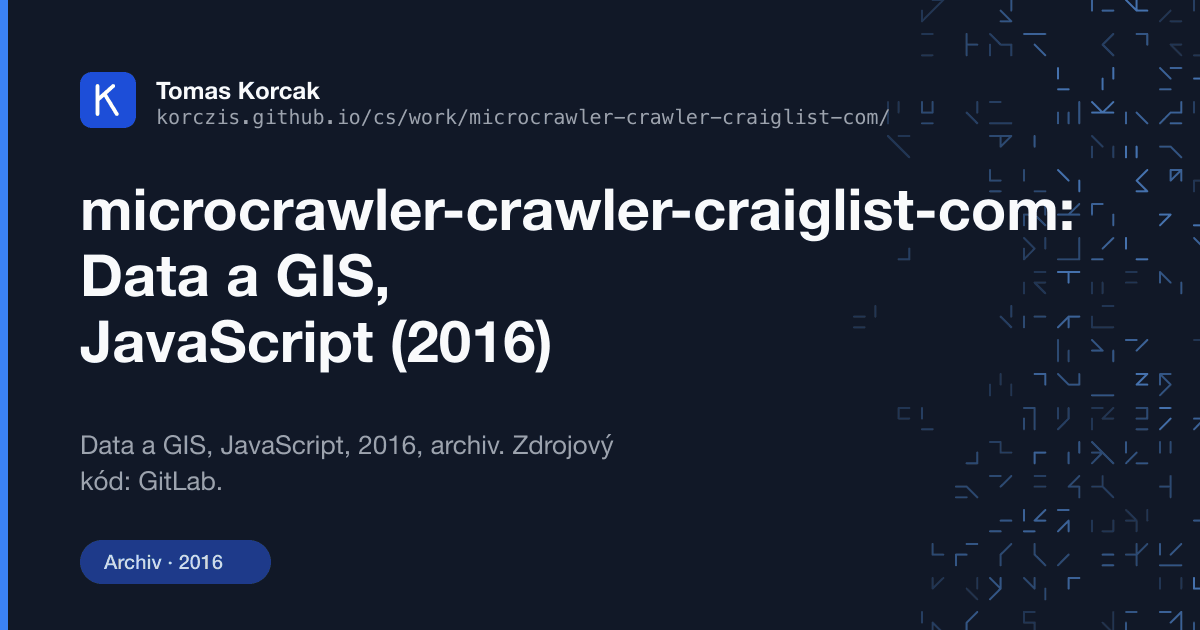 K
Tomas Korcak
korczis.github.io/cs/work/microcrawler-crawler-craiglist-com/
microcrawler-crawler-craiglist-com:
Data a GIS,
JavaScript (2016)
Data a GIS, JavaScript, 2016, archiv. Zdrojový
kód: GitLab.
Archiv · 2016